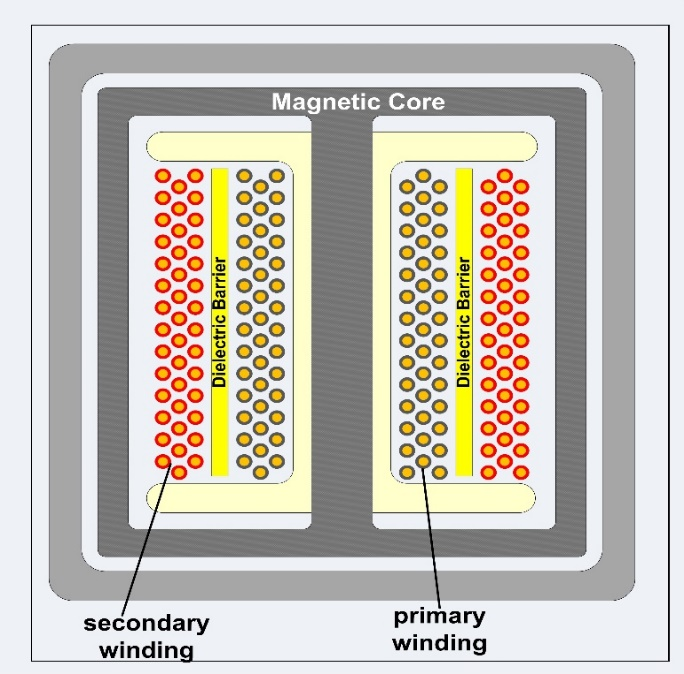 Magnetic Core
Dielectric Barrier
Dielectric Barrier
secondary
winding
primary
winding